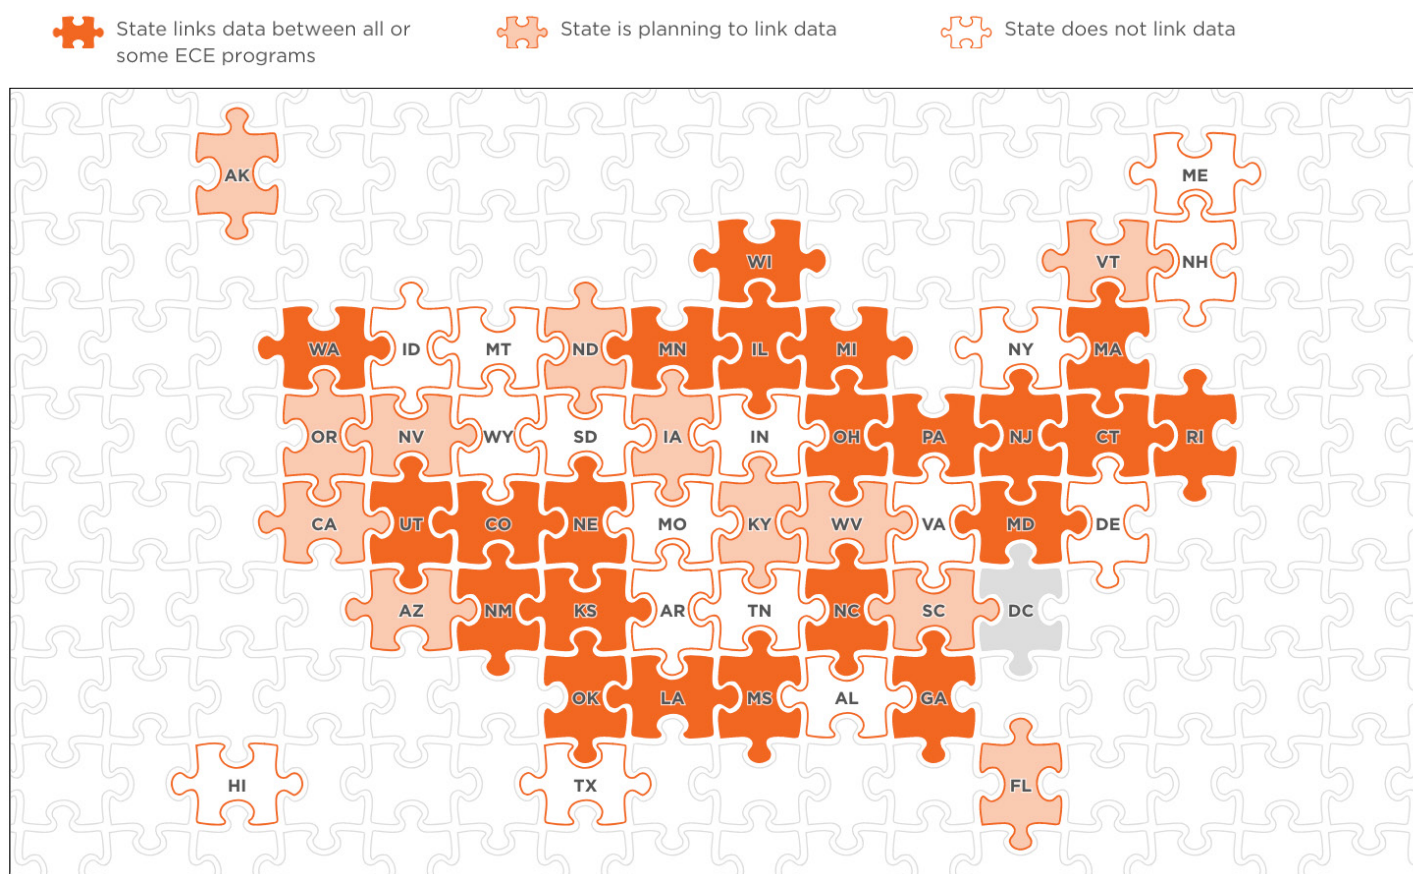 State links data between all or
some ECE programs
State is planning to link data
State does not link data
AK
ME
WI
VT
NH
WA
ID
MT
ND
MN
IL
MI
NY
MA
OR
NV
WY
SD
IA
IN
OH
PA
NJ
CT
RI
CA
UT
CO
NE
MO
KY
WV
VA
MD
DE
AZ
NM
KS
AR
TN
NC
SC
DC
OK
LA
MS
AL
GA
HI
TX
FL